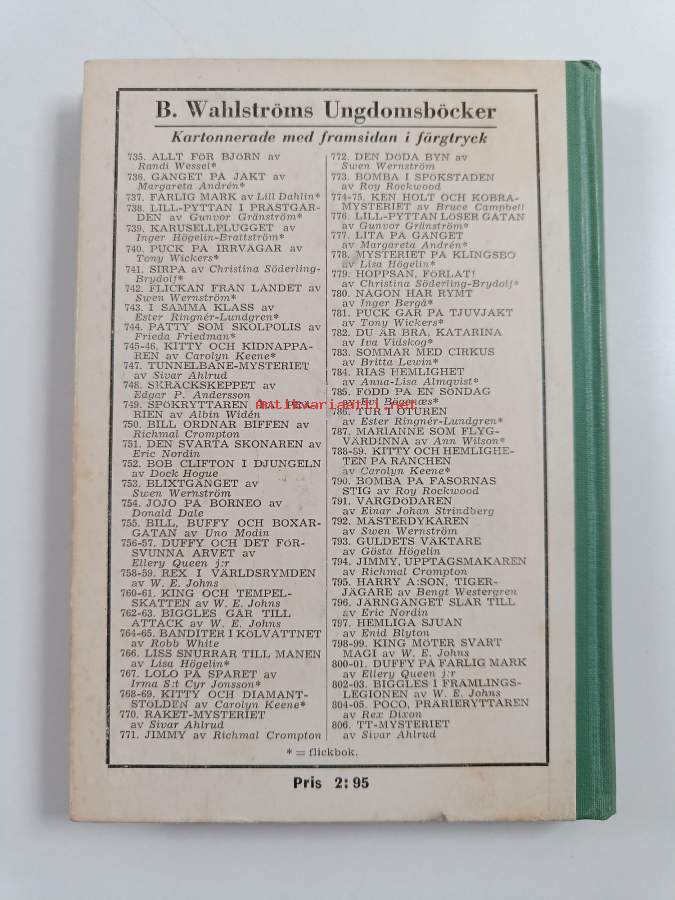 B. Wahlströms Ungdomsböcker
Kartonnerade med framsidan i färgtryck
735. ALLT FÖR BJÖRN av
Randi Wessel*
736. GÄNGET PÅ JAKT av
Margareta Andrén*
737. FARLIG MARK av Lill Dahlin*
738. LILL-PYTTAN I PRÄSTGÅR-
DEN av Gunvor Gränström*
739. KARUSELLPLUGGET av
Inger Högelin-Brattström*
740. PUCK PÅ IRRVÄGAR av
Tony Wickers*
741. SIRPA av Christina Söderling-
Brydolf*
742. FLICKAN FRÅN LANDET av
Swen Wernström*
743. I SAMMA KLASS av
Ester Ringnér-Lundgren*
744. PATTY SOM SKOLPOLIS av
Frieda Friedman*
745-46. KITTY OCH KIDNAPPA-
REN av Carolyn Keene*
747. TUNNELBANE-MYSTERIET
av Sivar Ahlrud
748. SKRÄCKSKEPPET av
Edgar P. Andersson
749. SPÖKRYTTAREN PÅ PRÄ-
RIEN av Albin Widén
750. BILL ORDNAR BIFFEN av
Richmal Crompton
751. DEN SVARTA SKONAREN av
Eric Nordin
752. BOB CLIFTON I DJUNGELN
av Dock Hogue
753. BLIXTGÄNGET av
Swen Wernström
754. JOJO PÅ BORNEO av
Donald Dale
755. BILL, BUFFY OCH BOXAR-
GATAN av Uno Modin
756-57. DUFFY OCH DET FÖR-
SVUNNA ARVET av
Ellery Queen j:r
758-59. REX I VÄRLDSRYMDEN
av W. E. Johns
760-61. KING OCH TEMPEL-
SKATTEN av W. E. Johns
762-63. BIGGLES GÅR TILL
ATTACK av W. E. Johns
764-65. BANDITER I KÖLVATTNET
av Robb White
766. LISS SNURRAR TILL MÅNEN
av Lisa Högelin*
767. LOLO PÅ SPÅRET av
Irma S:t Cyr Jonsson*
768-69. KITTY OCH DIAMANT-
STÖLDEN av Carolyn Keene*
770. RAKET-MYSTERIET
av Sivar Ahlrud
771. JIMMY av Richmal Crompton
772. DEN DÖDA BYN av
Swen Wernström
773. BOMBA I SPÖKSTADEN
av Roy Rockwood
774-75. KEN HOLT OCH KOBRA-
MYSTERIET av Bruce Campbell
776. LILL-PYTTAN LÖSER GÅTAN
av Gunvor Gränström*
777. LITA PÅ GÄNGET av
Margareta Andrén*
778. MYSTERIET PÅ KLINGSBO
av Lisa Högelin*
779. HOPPSAN, FÖRLÅT!
av Christina Söderling-Brydolf*
780. NÅGON HAR RYMT
av Inger Bergå*
781. PUCK GÅR PÅ TJUVJAKT
av Tony Wickers*
782. DU ÄR BRA, KATARINA
av Iva Vidskog*
783. SOMMAR MED CIRKUS
av Britta Lewin*
784. RIAS HEMLIGHET
av Anna-Lisa Almqvist*
785. FÖDD PÅ EN SÖNDAG
786. TUR I OTUREN
av Ester Ringnér-Lundgren*
787. MARIANNE SOM FLYG-
VÄRDINNA av Ann Wilson*
788-59. KITTY OCH HEMLIGHE-
TEN PÅ RANCHEN
av Carolyn Keene*
790. BOMBA PÅ FASORNAS
STIG av Roy Rockwood
791. VARGDÖDAREN
av Einar Johan Strindberg
792. MÄSTERDYKAREN
av Swen Wernström
793. GULDETS VÄKTARE
av Gösta Högelin
794. JIMMY, UPPTÅGSMAKAREN
av Richmal Crompton
795. HARRY A:SON, TIGER-
JÄGARE av Bengt Westergren
796. JÄRNGÄNGET SLÅR TILL
av Eric Nordin
797. HEMLIGA SJUAN
av Enid Blyton
798-99. KING MÖTER SVART
MAGI av W. E. Johns
800-01. DUFFY PÅ FARLIG MARK
av Ellery Queen j:r
802-03. BIGGLES I FRÄMLINGS-
LEGIONEN av W. E. Johns
804-05. POCO, PRÄRIERYTTAREN
av Rex Dixon
806. TT-MYSTERIET
av Sivar Ahlrud
* = flickbok.
Pris 2:95